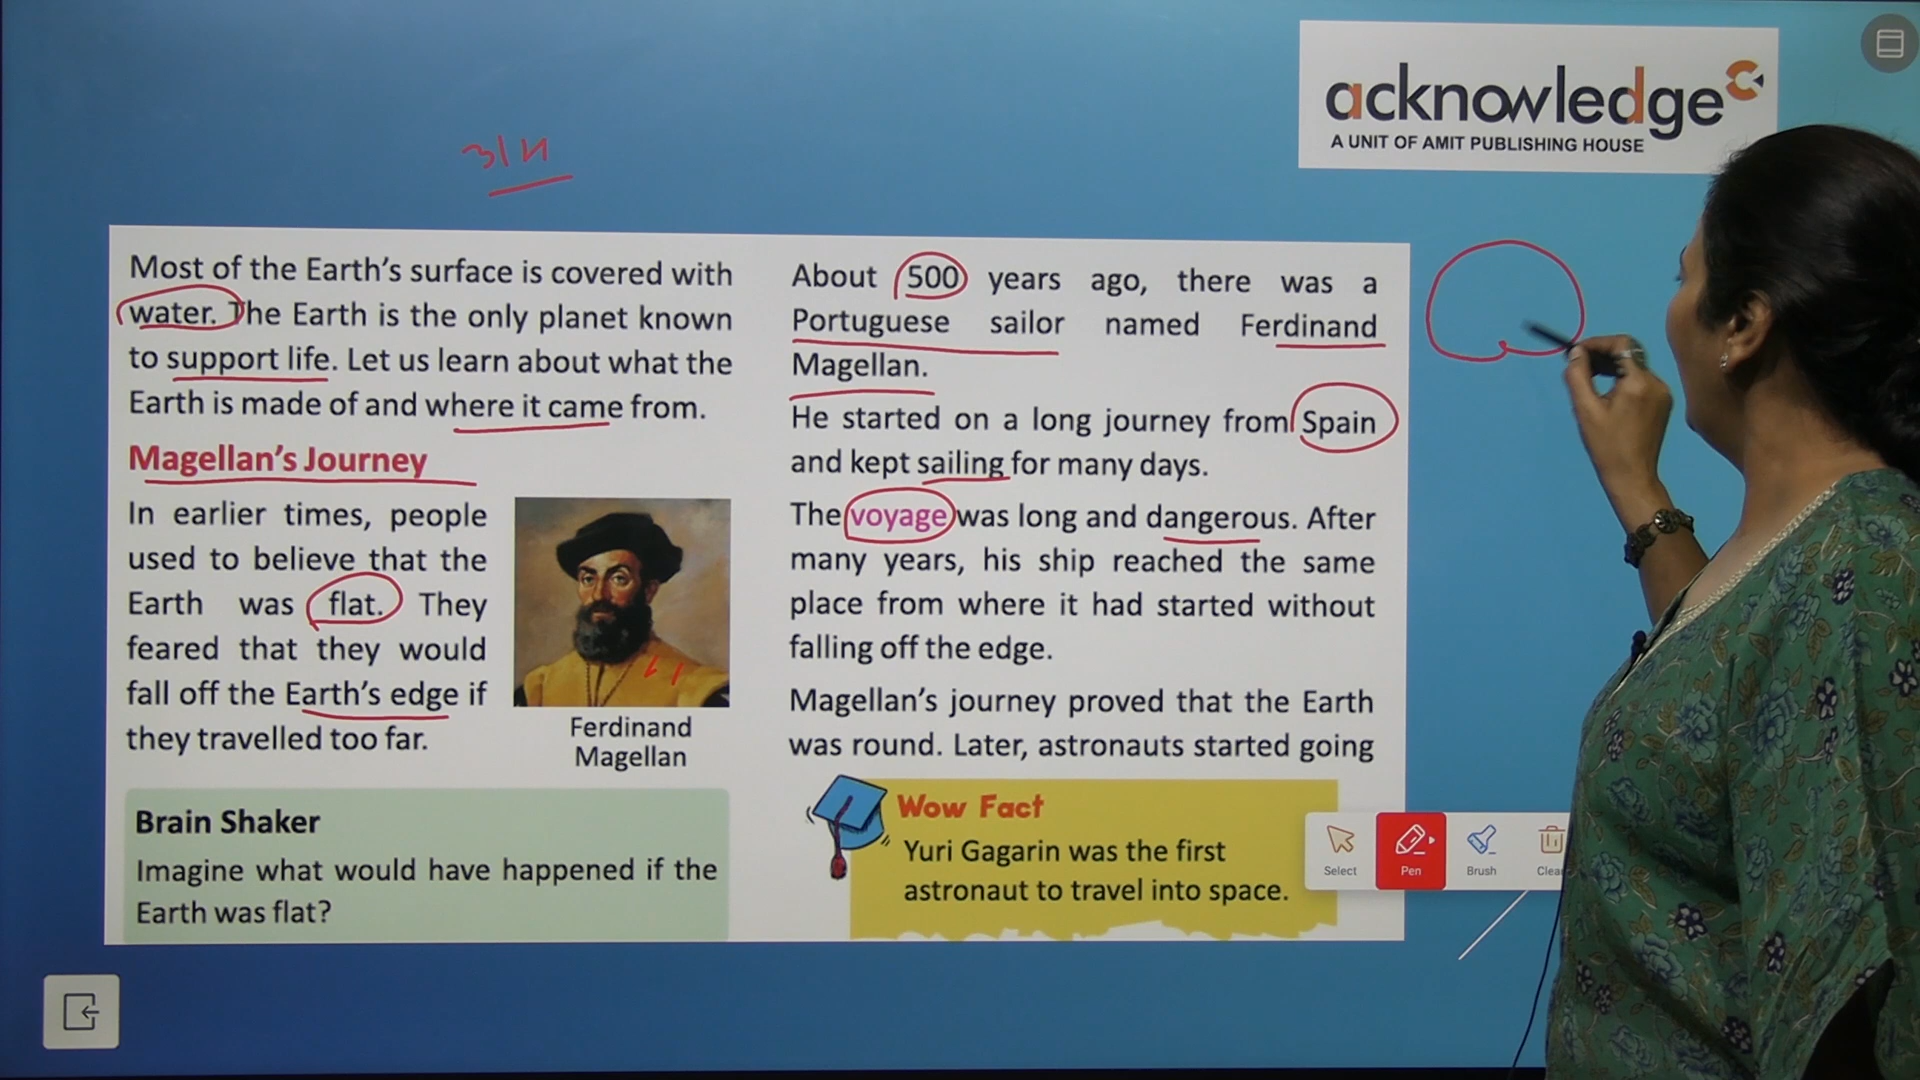 acknowledge
A UNIT OF AMIT PUBLISHING HOUSE
Most of the Earth's surface is covered with
water. The Earth is the only planet known
to support life. Let us learn about what the
Earth is made of and where it came from.
Magellan's Journey
In earlier times, people
used to believe that the
Earth was flat. They
feared that they would
fall off the Earth's edge if
they travelled too far.
Ferdinand
Magellan
Brain Shaker
Imagine what would have happened if the
Earth was flat?
About 500 years ago, there was a
Portuguese sailor named Ferdinand
Magellan.
He started on a long journey from Spain
and kept sailing for many days.
The voyage was long and dangerous. After
many years, his ship reached the same
place from where it had started without
falling off the edge.
Magellan's journey proved that the Earth
was round. Later, astronauts started going
Wow Fact
Yuri Gagarin was the first
astronaut to travel into space.
Select
Pen
Brush
Clear